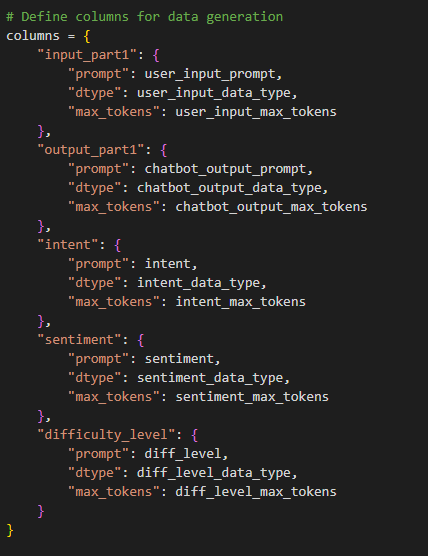 # Define columns for data generation
columns = {
    "input_part1": {
        "prompt": user_input_prompt,
        "dtype": user_input_data_type,
        "max_tokens": user_input_max_tokens
    },
    "output_part1": {
        "prompt": chatbot_output_prompt,
        "dtype": chatbot_output_data_type,
        "max_tokens": chatbot_output_max_tokens
    },
    "intent": {
        "prompt": intent,
        "dtype": intent_data_type,
        "max_tokens": intent_max_tokens
    },
    "sentiment": {
        "prompt": sentiment,
        "dtype": sentiment_data_type,
        "max_tokens": sentiment_max_tokens
    },
    "difficulty_level": {
        "prompt": diff_level,
        "dtype": diff_level_data_type,
        "max_tokens": diff_level_max_tokens
    }
}